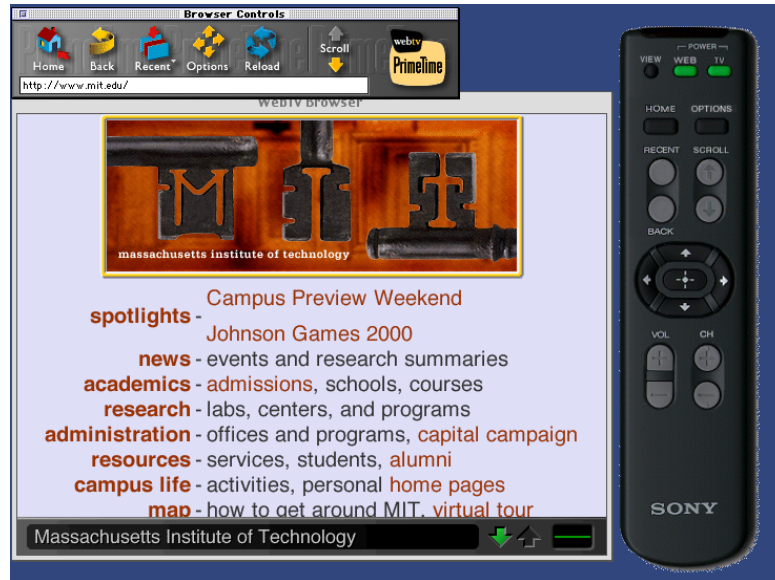 Browser Controls
Home Back Recent Options Reload Scroll
webtv
PrimeTime
http://www.mit.edu/
WebTV Browser
MIT
massachusetts institute of technology
spotlights - Campus Preview Weekend
Johnson Games 2000
news - events and research summaries
academics - admissions, schools, courses
research - labs, centers, and programs
administration - offices and programs, capital campaign
resources - services, students, alumni
campus life - activities, personal home pages
map - how to get around MIT, virtual tour
Massachusetts Institute of Technology
POWER
VIEW WEB TV
HOME OPTIONS
RECENT SCROLL
BACK
VOL CH
SONY